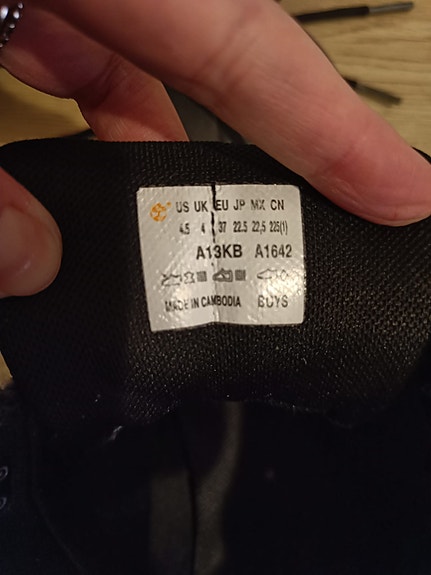 US UK EU JP MX CN
4.5 4 37 22.5 22,5 225(1)
A13KB A1642
MADE IN CAMBODIA BOYS